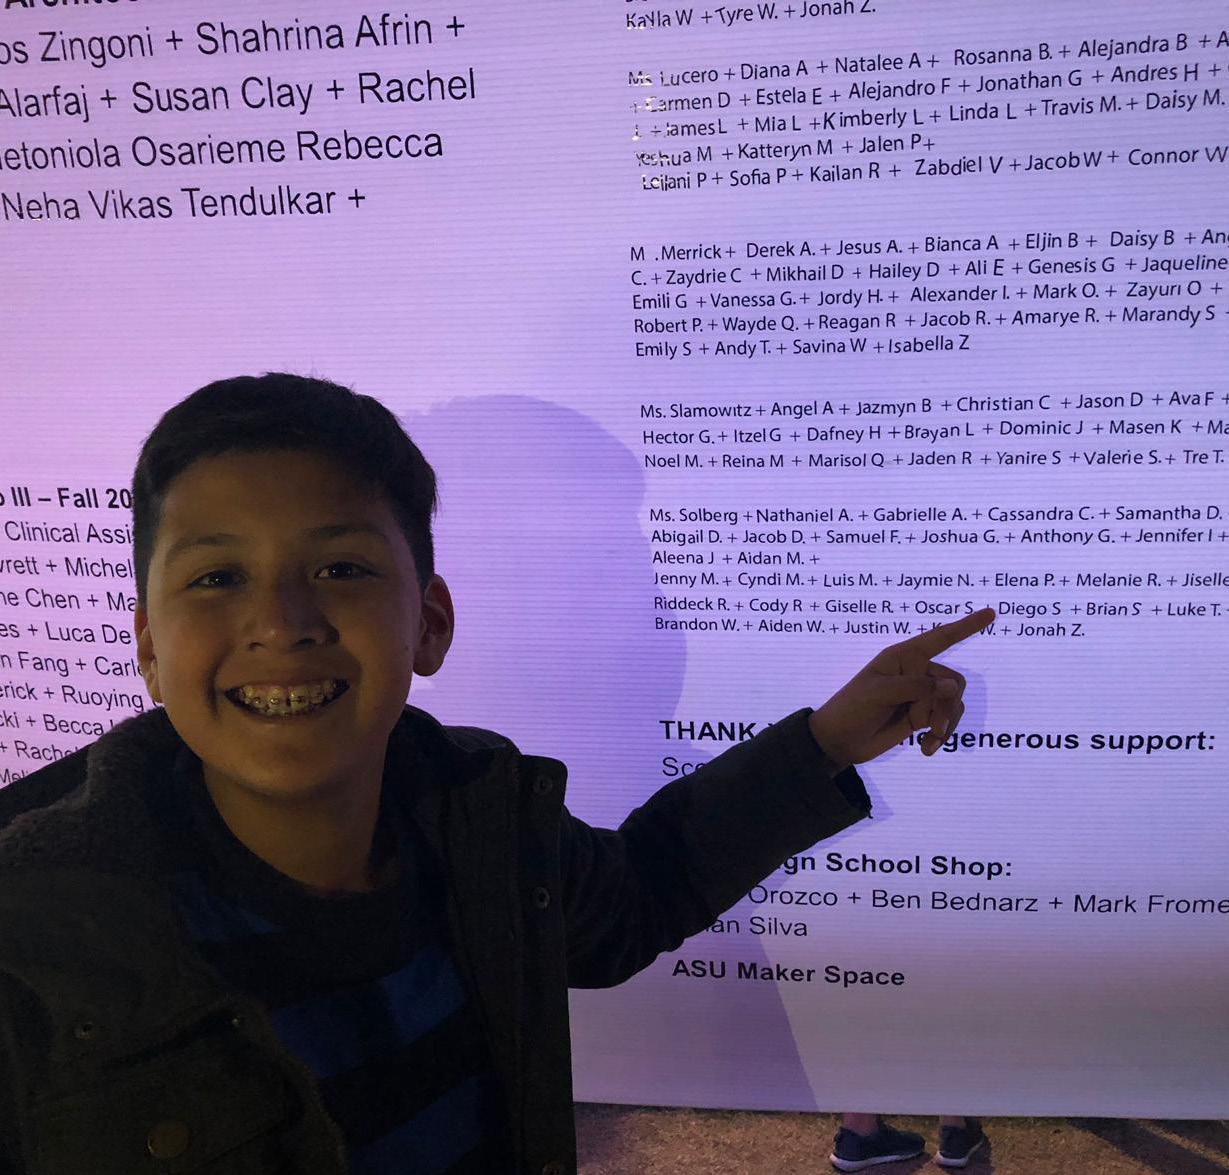 os Zingoni + Shahrina Afrin +
Alarfaj + Susan Clay + Rachel
etoniola Osarieme Rebecca
Neha Vikas Tendulkar +
III – Fall 20
Clinical Assi
rett + Michel
ne Chen + Ma
es + Luca De
n Fang + Carl
erick + Ruoying
ki + Becca
+ Rache
Kayla W + Tyre W. + Jonah Z.
Ms Lucero + Diana A + Natalee A + Rosanna B. + Alejandra B + A
+ Carmen D + Estela E + Alejandro F + Jonathan G + Andres H +
+ James L + Mia L + Kimberly L + Linda L + Travis M. + Daisy M.
Yeshua M + Katteryn M + Jalen P +
Leilani P + Sofia P + Kailan R + Zabdiel V + Jacob W + Connor W
M .Merrick + Derek A. + Jesus A. + Bianca A + Eljin B + Daisy B + An
C. + Zaydrie C + Mikhail D + Hailey D + Ali E + Genesis G + Jaqueline
Emili G + Vanessa G. + Jordy H. + Alexander I. + Mark O. + Zayuri O +
Robert P. + Wayde Q. + Reagan R + Jacob R. + Amarye R. + Marandy S
Emily S + Andy T. + Savina W + Isabella Z
Ms. Slamowitz + Angel A + Jazmyn B + Christian C + Jason D + Ava F +
Hector G. + Itzel G + Dafney H + Brayan L + Dominic J + Masen K + Ma
Noel M. + Reina M + Marisol Q + Jaden R + Yanire S + Valerie S. + Tre T.
Ms. Solberg + Nathaniel A. + Gabrielle A. + Cassandra C. + Samantha D.
Abigail D. + Jacob D. + Samuel F. + Joshua G. + Anthony G. + Jennifer I +
Aleena J + Aidan M. +
Jenny M. + Cyndi M. + Luis M. + Jaymie N. + Elena P. + Melanie R. + Jiselle
Riddeck R. + Cody R + Giselle R. + Oscar S + Diego S + Brian S + Luke T.
Brandon W. + Aiden W. + Justin W. + W. + Jonah Z.
THANK generous support:
gn School Shop:
Orozco + Ben Bednarz + Mark Frome
an Silva
ASU Maker Space